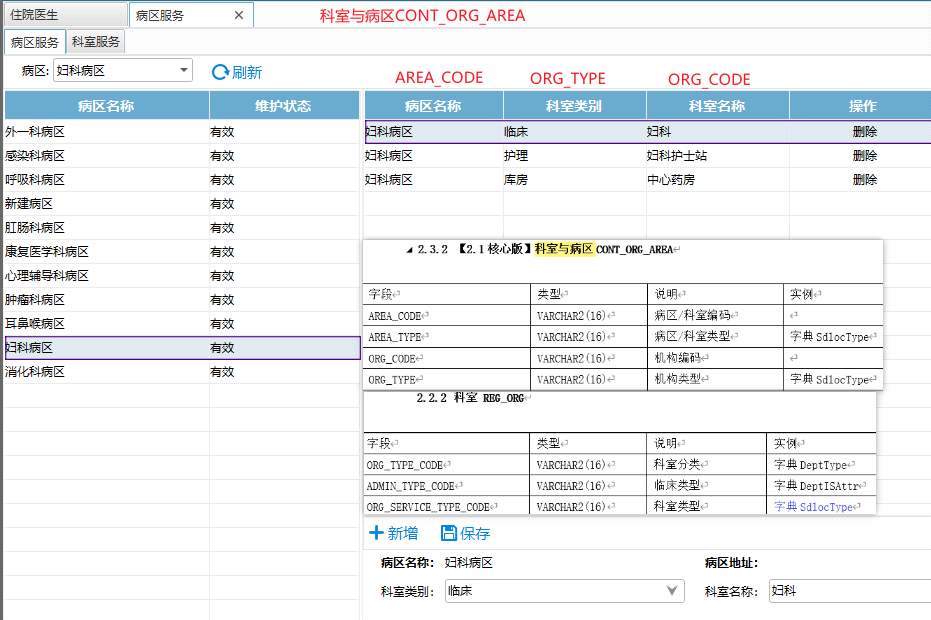 住院医生 病区服务 × 科室与病区CONT_ORG_AREA
病区服务 科室服务
病区: 妇科病区 刷新
AREA_CODE ORG_TYPE ORG_CODE
病区名称 维护状态 病区名称 科室类别 科室名称 操作
外一科病区 有效 妇科病区 临床 妇科 删除
感染科病区 有效 妇科病区 护理 妇科护士站 删除
呼吸科病区 有效 妇科病区 库房 中心药房 删除
新建病区 有效
肛肠科病区 有效
康复医学科病区 有效
心理辅导科病区 有效
肿瘤科病区 有效
耳鼻喉病区 有效
妇科病区 有效
消化科病区 有效
2.3.2 【2.1 核心版】科室与病区 CONT_ORG_AREA
字段 类型 说明 实例
AREA_CODE VARCHAR2(16) 病区/科室编码
AREA_TYPE VARCHAR2(16) 病区/科室类型 字典 SdlocType
ORG_CODE VARCHAR2(16) 机构编码
ORG_TYPE VARCHAR2(16) 机构类型 字典 SdlocType
2.2.2 科室 REG_ORG
字段 类型 说明 实例
ORG_TYPE_CODE VARCHAR2(16) 科室分类 字典 DeptType
ADMIN_TYPE_CODE VARCHAR2(16) 临床类型 字典 DeptISAttr
ORG_SERVICE_TYPE_CODE VARCHAR2(16) 科室类型 字典 SdlocType
新增 保存
病区名称: 妇科病区 病区地址:
科室类别: 临床 科室名称: 妇科